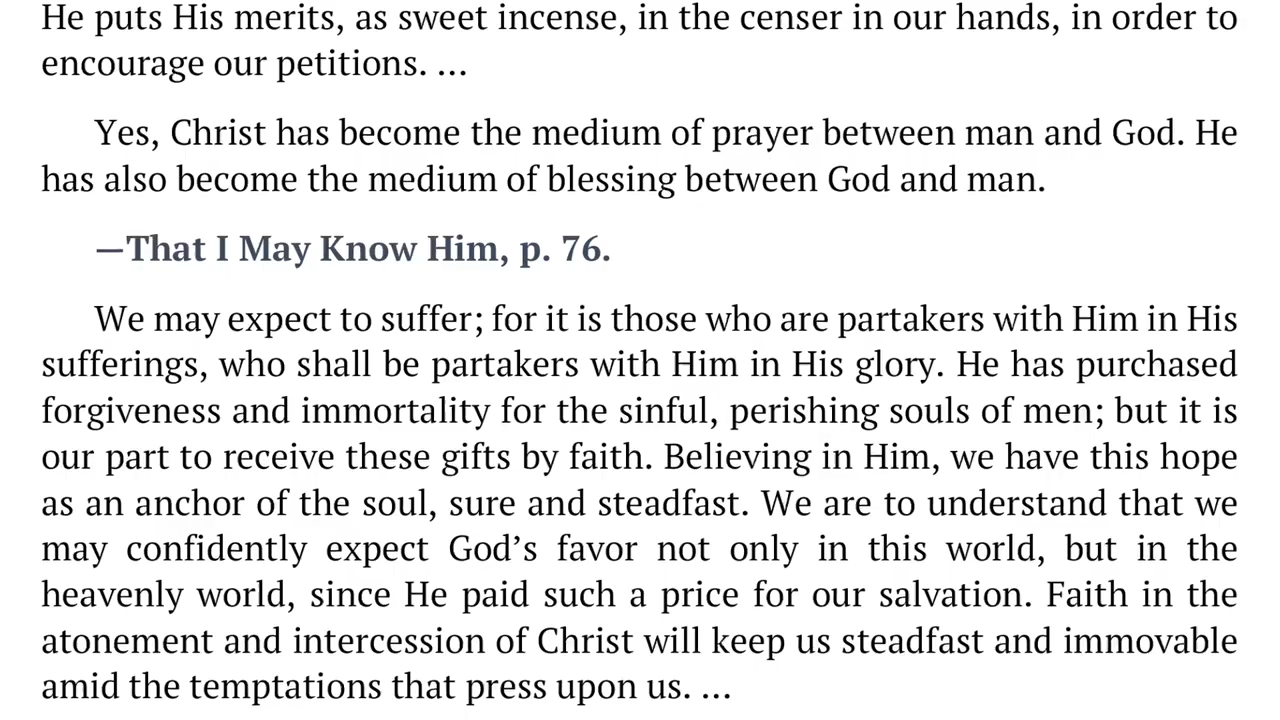 He puts His merits, as sweet incense, in the censer in our hands, in order to
encourage our petitions. ...
Yes, Christ has become the medium of prayer between man and God. He
has also become the medium of blessing between God and man.
—That I May Know Him, p. 76.
We may expect to suffer; for it is those who are partakers with Him in His
sufferings, who shall be partakers with Him in His glory. He has purchased
forgiveness and immortality for the sinful, perishing souls of men; but it is
our part to receive these gifts by faith. Believing in Him, we have this hope
as an anchor of the soul, sure and steadfast. We are to understand that we
may confidently expect God’s favor not only in this world, but in the
heavenly world, since He paid such a price for our salvation. Faith in the
atonement and intercession of Christ will keep us steadfast and immovable
amid the temptations that press upon us. ...